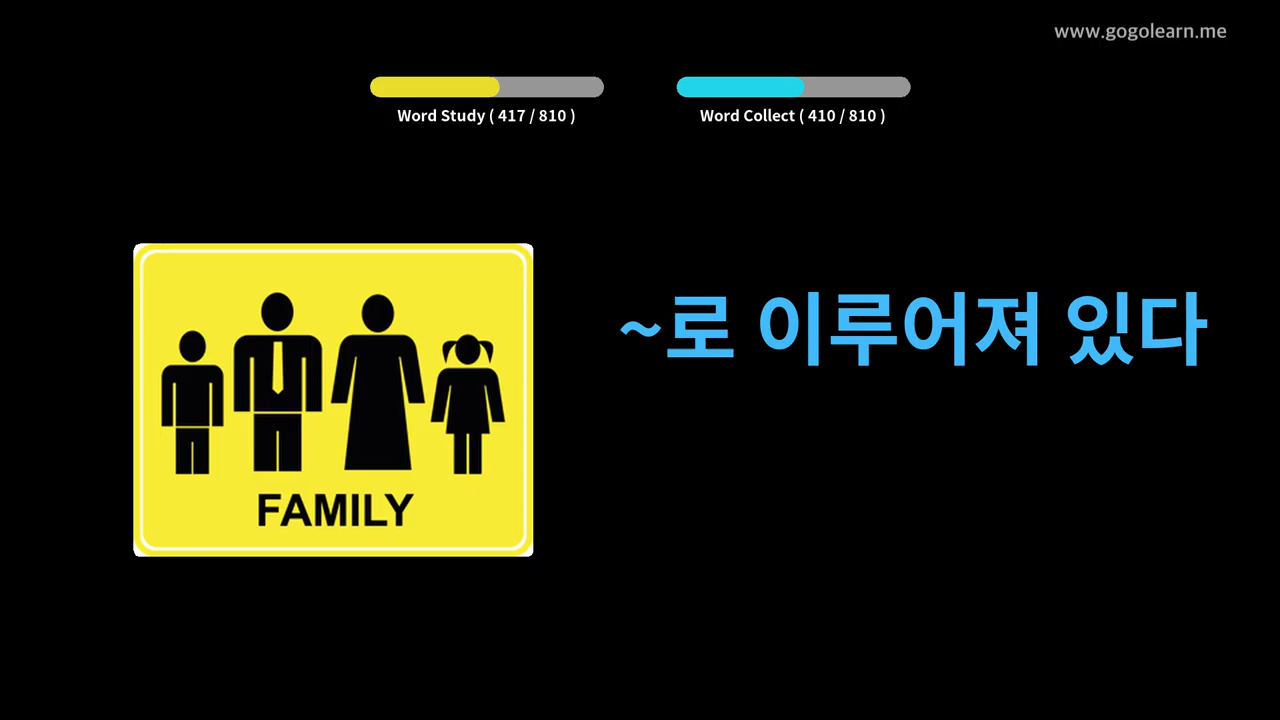 www.gogolearn.me
Word Study ( 417 / 810 )
Word Collect ( 410 / 810 )
~로 이루어져 있다
FAMILY